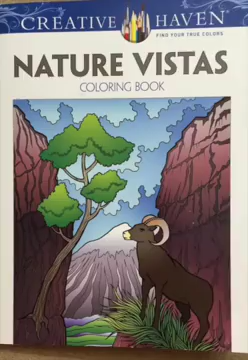 CREATIVE HAVEN
FIND YOUR TRUE COLORS
NATURE VISTAS
COLORING BOOK